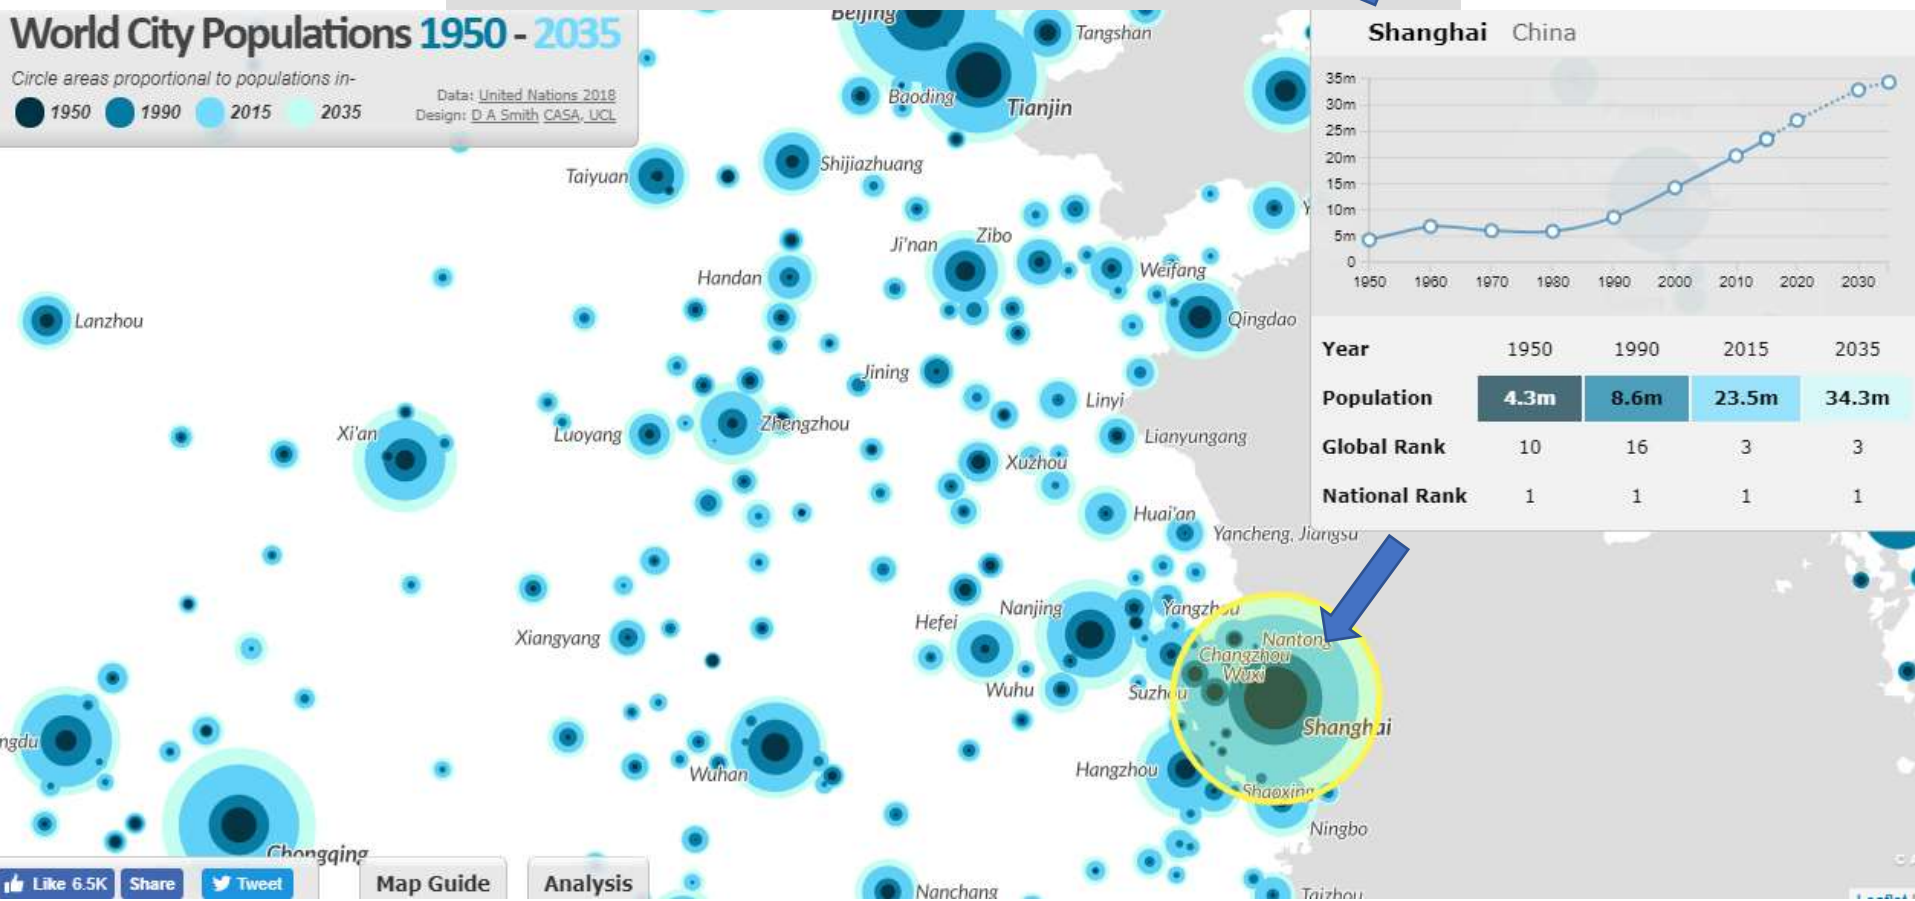 World City Populations 1950 - 2035
Circle areas proportional to populations in-
1950 1990 2015 2035
Data: United Nations 2018
Design: D A Smith CASA, UCL
Shanghai China
35m
30m
25m
20m
15m
10m
5m
0
1950 1960 1970 1980 1990 2000 2010 2020 2030
Year 1950 1990 2015 2035
Population 4.3m 8.6m 23.5m 34.3m
Global Rank 10 16 3 3
National Rank 1 1 1 1
Beijing
Tangshan
Baoding
Tianjin
Shijiazhuang
Taiyuan
Ji'nan
Zibo
Handan
Weifang
Lanzhou
Qingdao
Jining
Linyi
Xi'an
Luoyang
Zhengzhou
Lianyungang
Xuzhou
Huai'an
Yancheng, Jiangsu
Nanjing
Yangzhou
Hefei
Xiangyang
Nantong
Changzhou
Wuxi
Wuhu
Suzhou
Shanghai
ngdu
Hangzhou
Wuhan
Shaoxing
Ningbo
Chongqing
Like 6.5K Share Tweet Map Guide Analysis
Nanchang
Taizhou
Leaflet